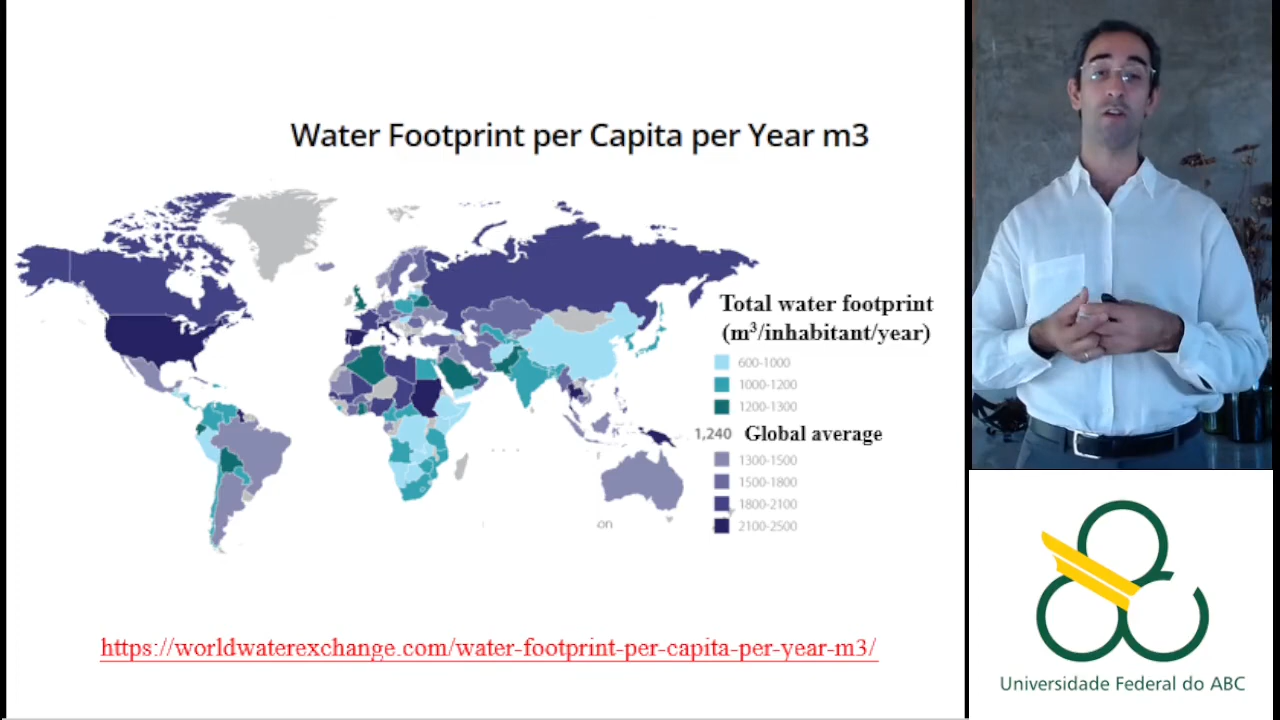 Water Footprint per Capita per Year m3
Total water footprint
(m³/inhabitant/year)
600-1000
1000-1200
1200-1300
1,240 Global average
1300-1500
1500-1800
1800-2100
2100-2500
on
https://worldwaterexchange.com/water-footprint-per-capita-per-year-m3/
Universidade Federal do ABC